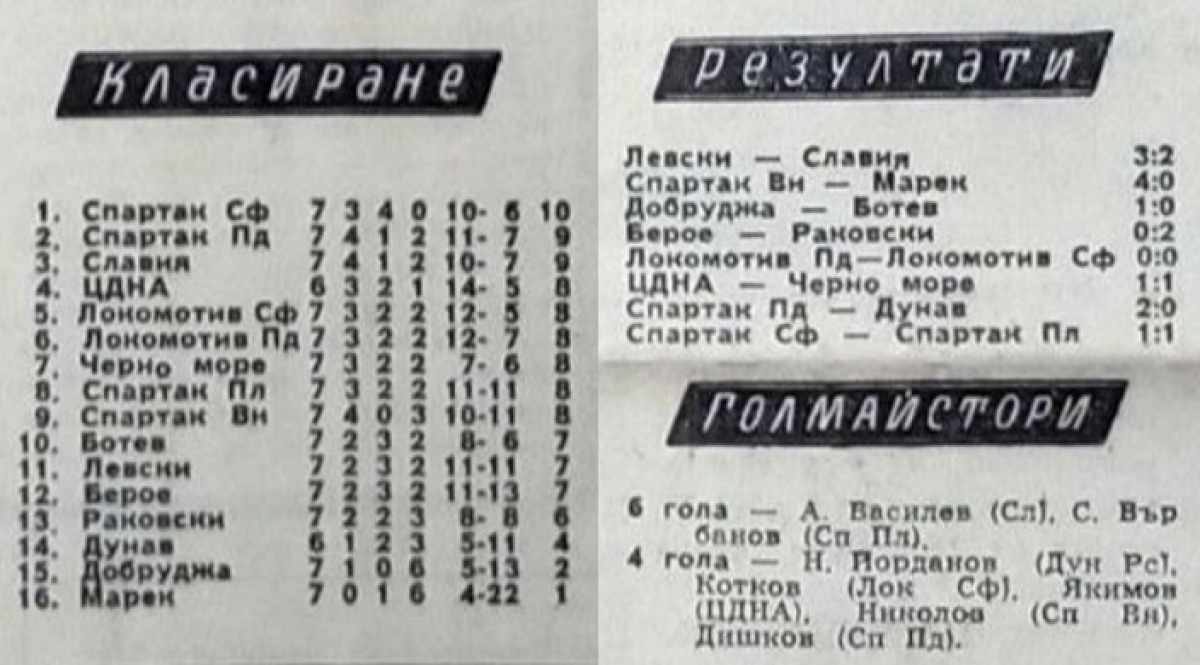 Класиране
1. Спартак Сф 7 3 4 0 10- 6 10
2. Спартак Пд 7 4 1 2 11- 7 9
3. Славия 7 4 1 2 10- 7 9
4. ЦДНА 6 3 2 1 14- 5 8
5. Локомотив Сф 7 3 2 2 12- 5 8
6. Локомотив Пд 7 3 2 2 12- 7 8
7. Черно море 7 3 2 2 7- 6 8
8. Спартак Пл 7 3 2 2 11-11 8
9. Спартак Вн 7 4 0 3 10-11 8
10. Ботев 7 2 3 2 8- 6 7
11. Левски 7 2 3 2 11-11 7
12. Берое 7 2 3 2 11-13 7
13. Раковски 7 2 2 3 8- 8 6
14. Дунав 6 1 2 3 5-11 4
15. Добруджа 7 1 0 6 5-13 2
16. Марек 7 0 1 6 4-22 1
Резултати
Левски — Славия 3:2
Спартак Вн — Марек 4:0
Добруджа — Ботев 1:0
Берое — Раковски 0:2
Локомотив Пд—Локомотив Сф 0:0
ЦДНА — Черно море 1:1
Спартак Пд — Дунав 2:0
Спартак Сф — Спартак Пл 1:1
ГОЛМАЙСТОРИ
6 гола — А. Василев (Сл), С. Вър
банов (Сп Пл).
4 гола — Н. Йорданов (Дун Рс),
Котков (Лок Сф), Якимов
(ЦДНА), Николов (Сп Вн),
Дишков (Сп Пд).